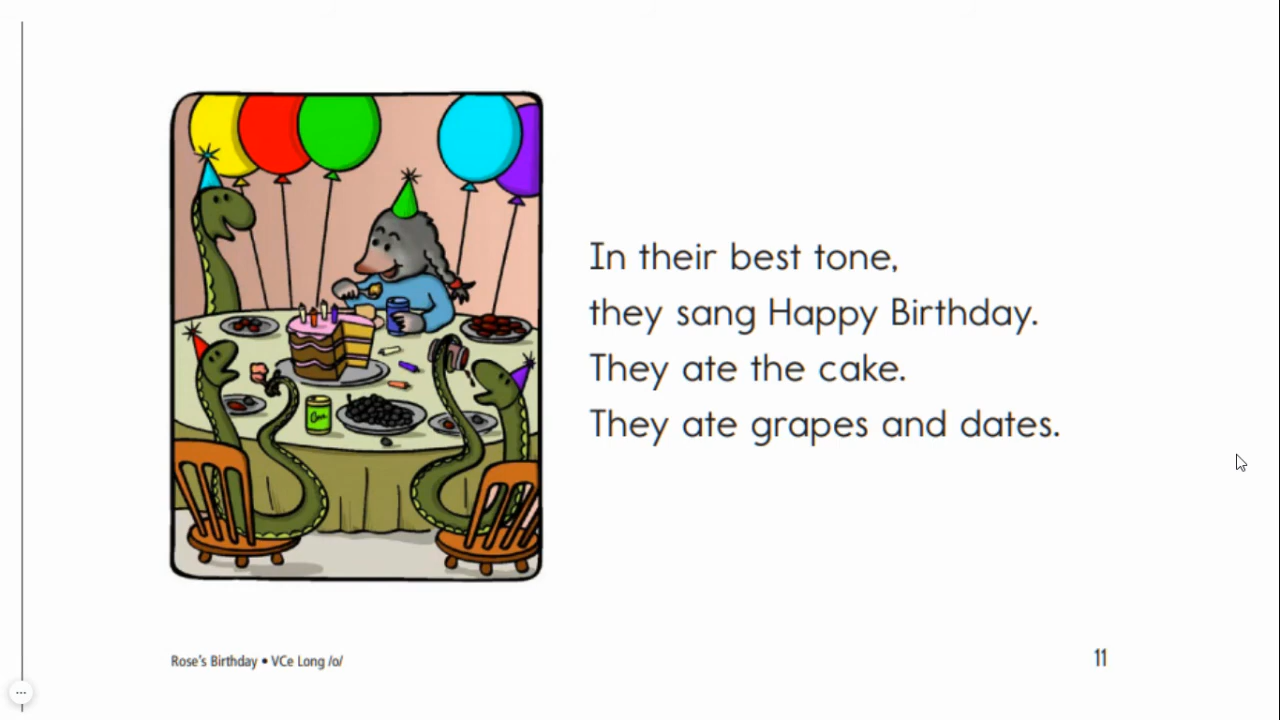 In their best tone,
they sang Happy Birthday.
They ate the cake.
They ate grapes and dates.
Rose's Birthday • VCe Long /o/
11